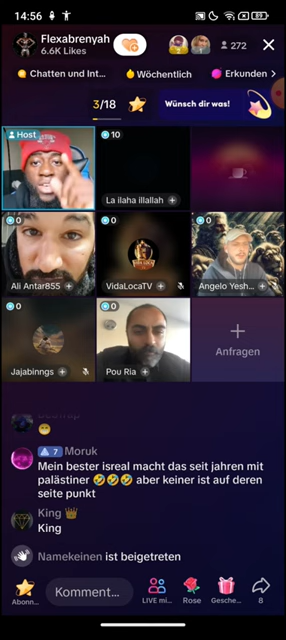 14:56
89
Flexabrenyah
6.6K Likes
272
Chatten und Int...
Wöchentlich
Erkunden
3/18
Wünsch dir was!
Host
10
La ilaha illallah
0
Ali Antar855
0
VidaLocaTV
0
Angelo Yesh...
0
Jajabinngs
0
Pou Ria
Anfragen
7 Moruk
Mein bester isreal macht das seit jahren mit
palästiner 🤣🤣🤣 aber keiner ist auf deren
seite punkt
King 👑
King
Namekeinen ist beigetreten
Abonn...
Komment...
LIVE mi...
Rose
Gesche...
8